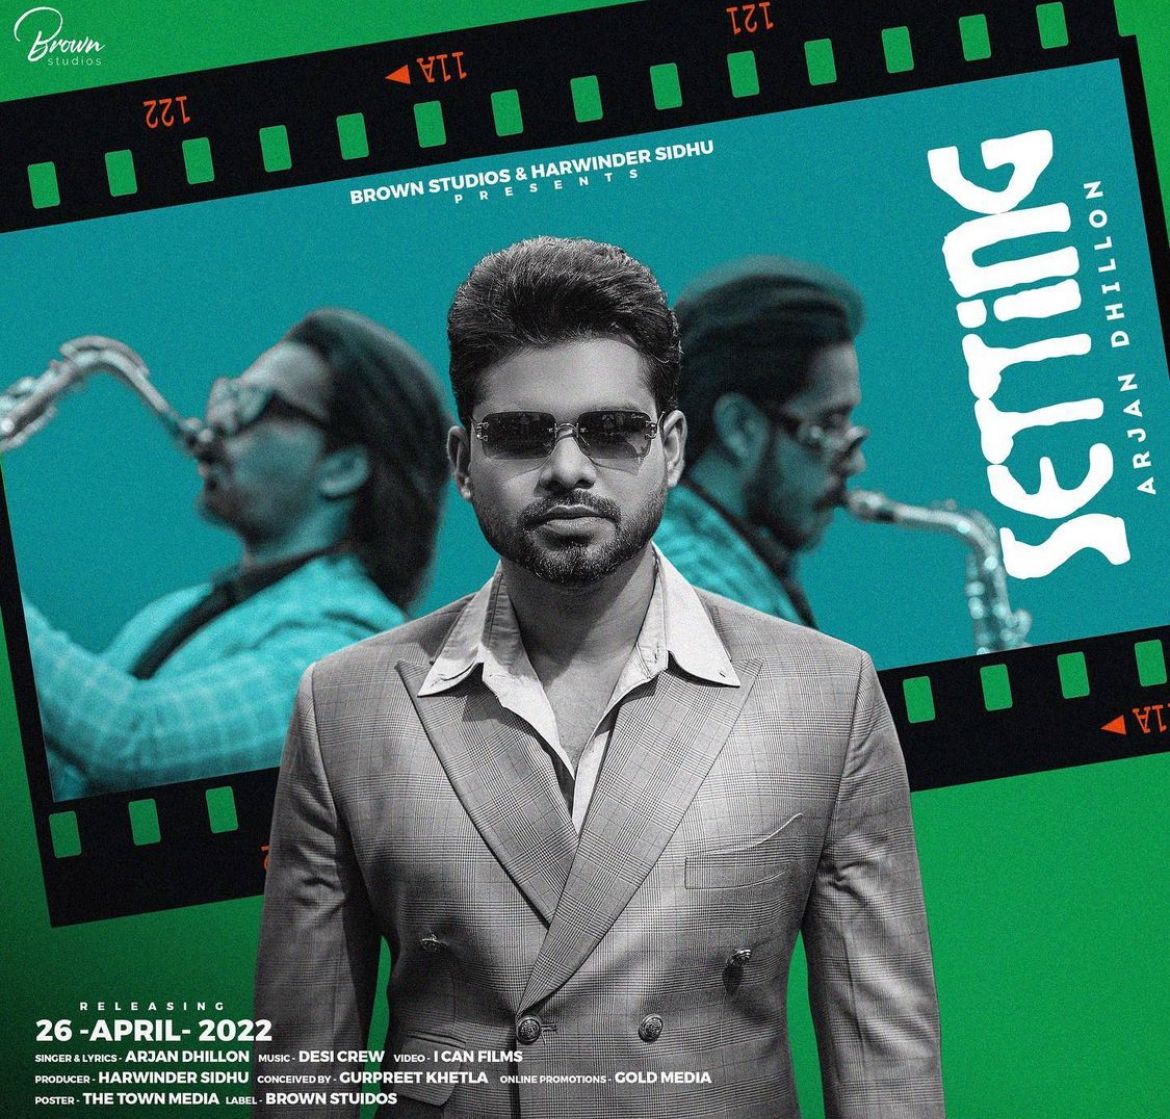 Brown
studios
122
◀ 11A
121
BROWN STUDIOS & HARWINDER SIDHU
PRESENTS
SETTiNG
ARJAN DHILLON
◀ 11A
RELEASING
26 -APRIL- 2022
SINGER & LYRICS - ARJAN DHILLON MUSIC - DESI CREW VIDEO - I CAN FILMS
PRODUCER - HARWINDER SIDHU CONCEIVED BY - GURPREET KHETLA ONLINE PROMOTIONS - GOLD MEDIA
POSTER - THE TOWN MEDIA LABEL - BROWN STUIDOS